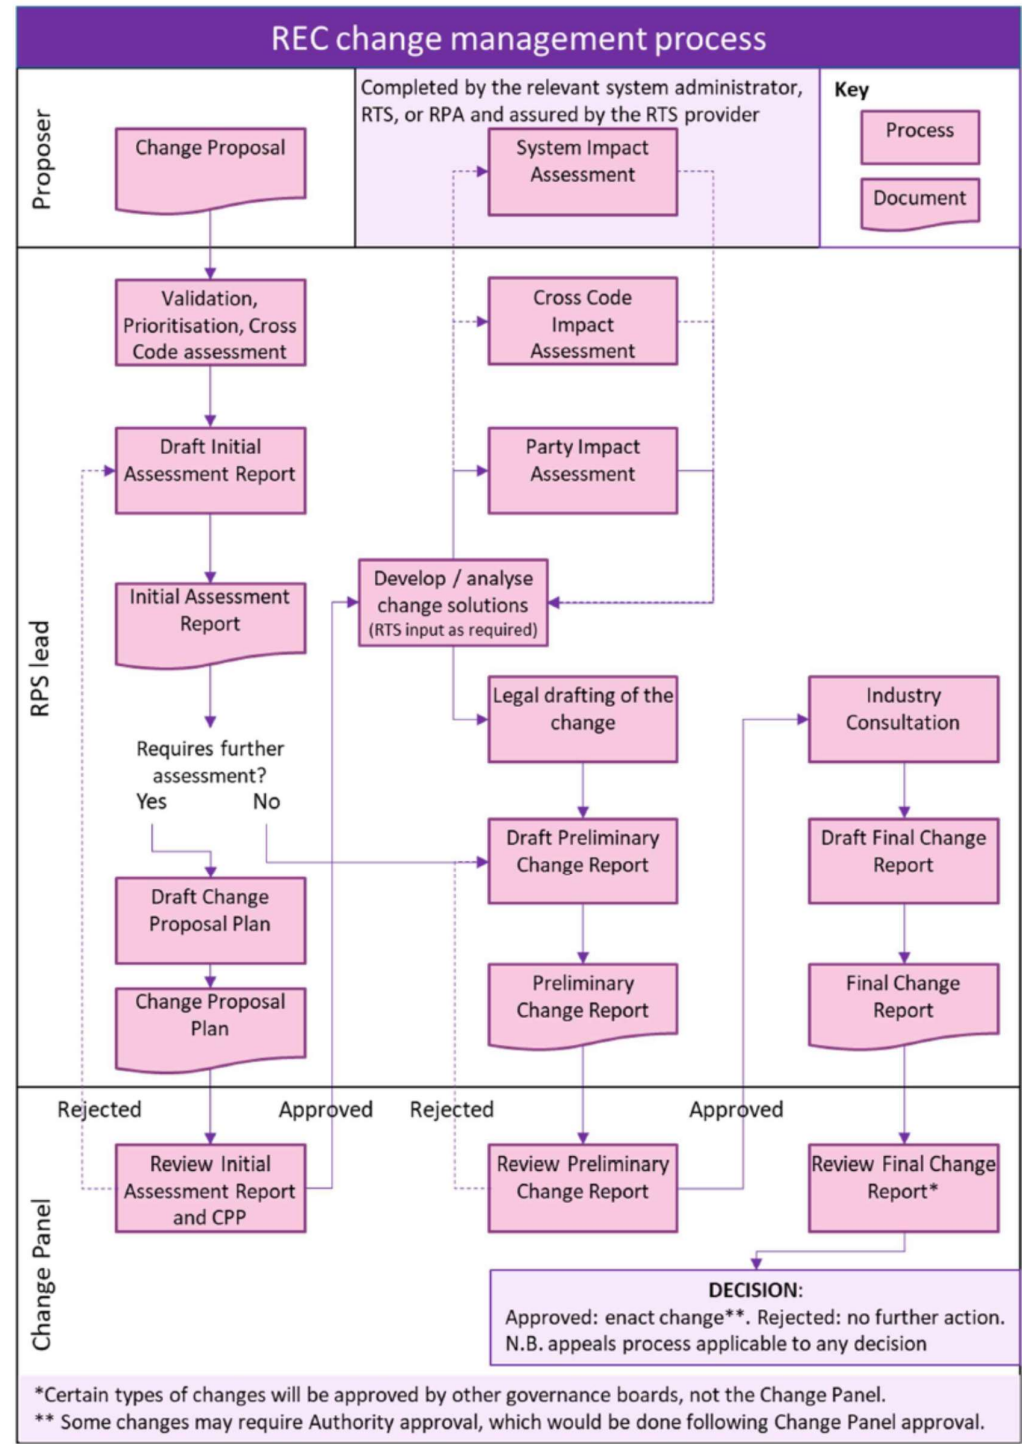 REC change management process
Proposer
Change Proposal
Completed by the relevant system administrator,
RTS, or RPA and assured by the RTS provider
System Impact
Assessment
Key
Process
Document
RPS lead
Validation,
Prioritisation, Cross
Code assessment
Draft Initial
Assessment Report
Initial Assessment
Report
Requires further
assessment?
Yes
No
Draft Change
Proposal Plan
Change Proposal
Plan
Cross Code
Impact
Assessment
Party Impact
Assessment
Develop / analyse
change solutions
(RTS input as required)
Legal drafting of the
change
Draft Preliminary
Change Report
Preliminary
Change Report
Industry
Consultation
Draft Final Change
Report
Final Change
Report
Change Panel
Rejected
Approved
Rejected
Approved
Review Initial
Assessment Report
and CPP
Review Preliminary
Change Report
Review Final Change
Report*
DECISION:
Approved: enact change**. Rejected: no further action.
N.B. appeals process applicable to any decision
*Certain types of changes will be approved by other governance boards, not the Change Panel.
** Some changes may require Authority approval, which would be done following Change Panel approval.